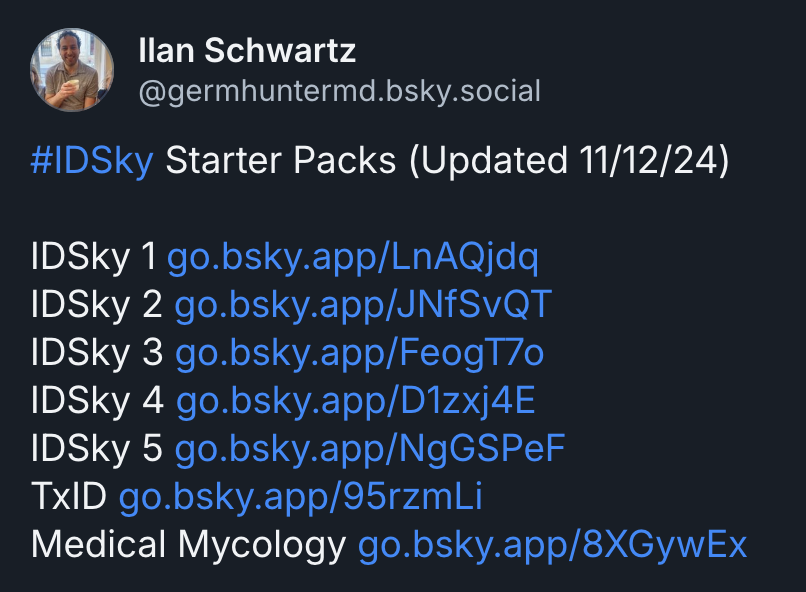 Ilan Schwartz
@germhuntermd.bsky.social
#IDSky Starter Packs (Updated 11/12/24)
IDSky 1 go.bsky.app/LnAQjdq
IDSky 2 go.bsky.app/JNfSvQT
IDSky 3 go.bsky.app/FeogT7o
IDSky 4 go.bsky.app/D1zxj4E
IDSky 5 go.bsky.app/NgGSPeF
TxID go.bsky.app/95rzmLi
Medical Mycology go.bsky.app/8XGywEx